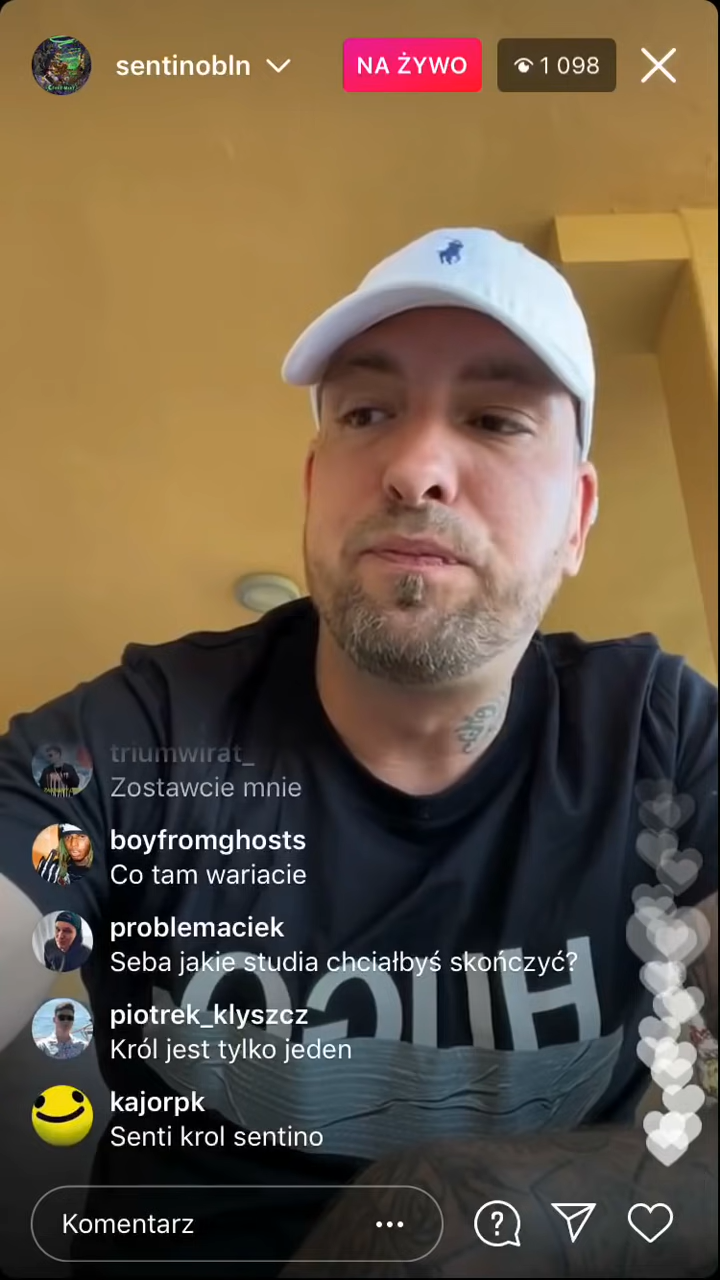 sentinobln
NA ŻYWO
1 098
triumwirat_
Zostawcie mnie
boyfromghosts
Co tam wariacie
problemaciek
Seba jakie studia chciałbyś skończyć?
piotrek_klyszcz
Król jest tylko jeden
kajorpk
Senti krol sentino
HUGO
Komentarz